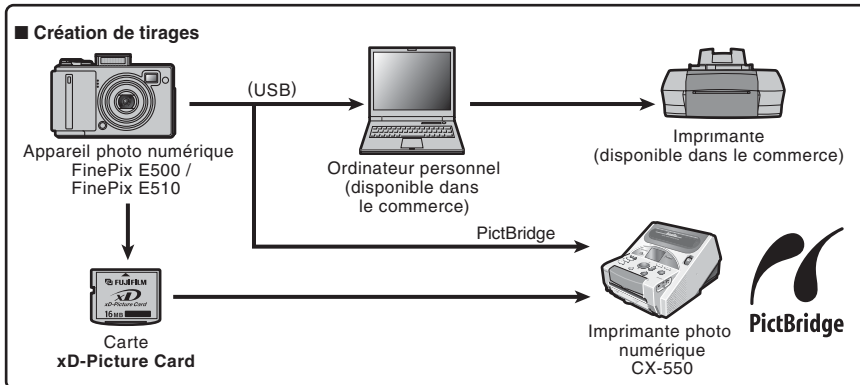 ■ Création de tirages
(USB)
Appareil photo numérique
FinePix E500 /
FinePix E510
Ordinateur personnel
(disponible dans
le commerce)
Imprimante
(disponible dans le commerce)
PictBridge
FUJIFILM
xD
xD-Picture Card
16MB
Carte
xD-Picture Card
Imprimante photo
numérique
CX-550
PictBridge